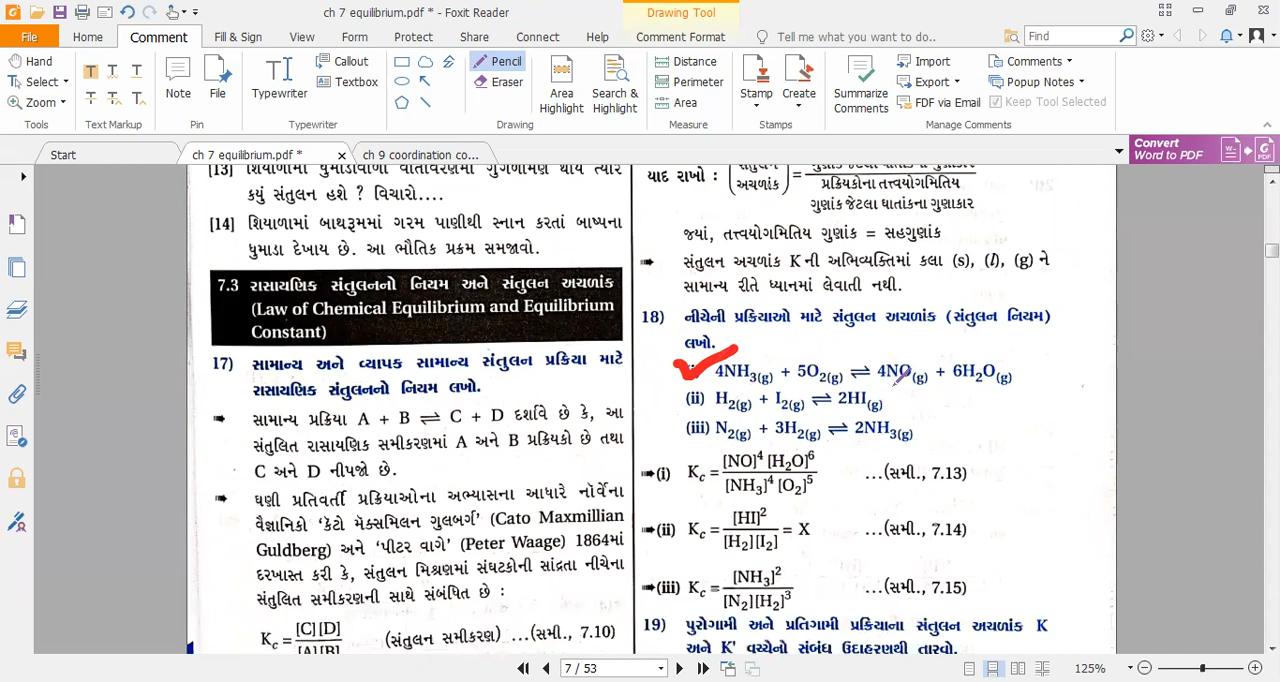 ch 7 equilibrium.pdf * - Foxit Reader
Drawing Tool
File Home Comment Fill & Sign View Form Protect Share Connect Help Comment Format Tell me what you want to do.. Find
Hand
Select
Zoom
Tools
Text Markup
Note
File
Pin
Typewriter
Callout
Textbox
Typewriter
Pencil
Eraser
Area Highlight
Search & Highlight
Drawing
Distance
Perimeter
Area
Measure
Stamp
Create
Stamps
Summarize Comments
Import
Export
FDF via Email
Comments
Popup Notes
Keep Tool Selected
Manage Comments
Start
ch 7 equilibrium.pdf *
ch 9 coordination co...
Convert
Word to PDF
[13] શિયાળામાં ધુમાડાવાળા વાતાવરણમાં ગૂંગળામણ થાય ત્યારે
કયું સંતુલન હશે ? વિચારો....
[14] શિયાળામાં બાથરૂમમાં ગરમ પાણીથી સ્નાન કરતાં બાષ્પના
ધુમાડા દેખાય છે. આ ભૌતિક પ્રક્રમ સમજાવો.
7.3 રાસાયણિક સંતુલનનો નિયમ અને સંતુલન અચળાંક
(Law of Chemical Equilibrium and Equilibrium
Constant)
17) સામાન્ય અને વ્યાપક સામાન્ય સંતુલન પ્રક્રિયા માટે
રાસાયણિક સંતુલનનો નિયમ લખો.
સામાન્ય પ્રક્રિયા A + B ⇌ C + D દર્શાવે છે કે, આ
સંતુલિત રાસાયણિક સમીકરણમાં A અને B પ્રક્રિયકો છે તથા
C અને D નીપજો છે.
ઘણી પ્રતિવર્તી પ્રક્રિયાઓના અભ્યાસના આધારે નૉર્વેના
વૈજ્ઞાનિકો 'કૅટો મૅક્સમિલન ગુલબર્ગ' (Cato Maxmillian
Guldberg) અને 'પીટર વાગે' (Peter Waage) 1864માં
દરખાસ્ત કરી કે, સંતુલન મિશ્રણમાં સંઘટકોની સાંદ્રતા નીચેના
સંતુલિત સમીકરણની સાથે સંબંધિત છે :
Kc = [C][D] / [A][B] (સંતુલન સમીકરણ) ...(સમી., 7.10)
યાદ રાખો : અચળાંક =
પ્રક્રિયકોના તત્ત્વયોગમિતિય
ગુણાંક જેટલા ઘાતાંકના ગુણાકાર
જ્યાં, તત્ત્વયોગમિતિય ગુણાંક = સહગુણાંક
સંતુલન અચળાંક K ની અભિવ્યક્તિમાં કલા (s), (l), (g) ને
સામાન્ય રીતે ધ્યાનમાં લેવાતી નથી.
18) નીચેની પ્રક્રિયાઓ માટે સંતુલન અચળાંક (સંતુલન નિયમ)
લખો.
4NH3(g) + 5O2(g) ⇌ 4NO(g) + 6H2O(g)
(ii) H2(g) + I2(g) ⇌ 2HI(g)
(iii) N2(g) + 3H2(g) ⇌ 2NH3(g)
(i) Kc = [NO]⁴ [H2O]⁶ / [NH3]⁴ [O2]⁵ ...(સમી., 7.13)
(ii) Kc = [HI]² / [H2][I2] = X ...(સમી., 7.14)
(iii) Kc = [NH3]² / [N2][H2]³ ...(સમી., 7.15)
19) પુરોગામી અને પ્રતિગામી પ્રક્રિયાના સંતુલન અચળાંક K
અને K' વચ્ચેનો સંબંધ ઉદાહરણથી તારવો.
7 / 53
125%